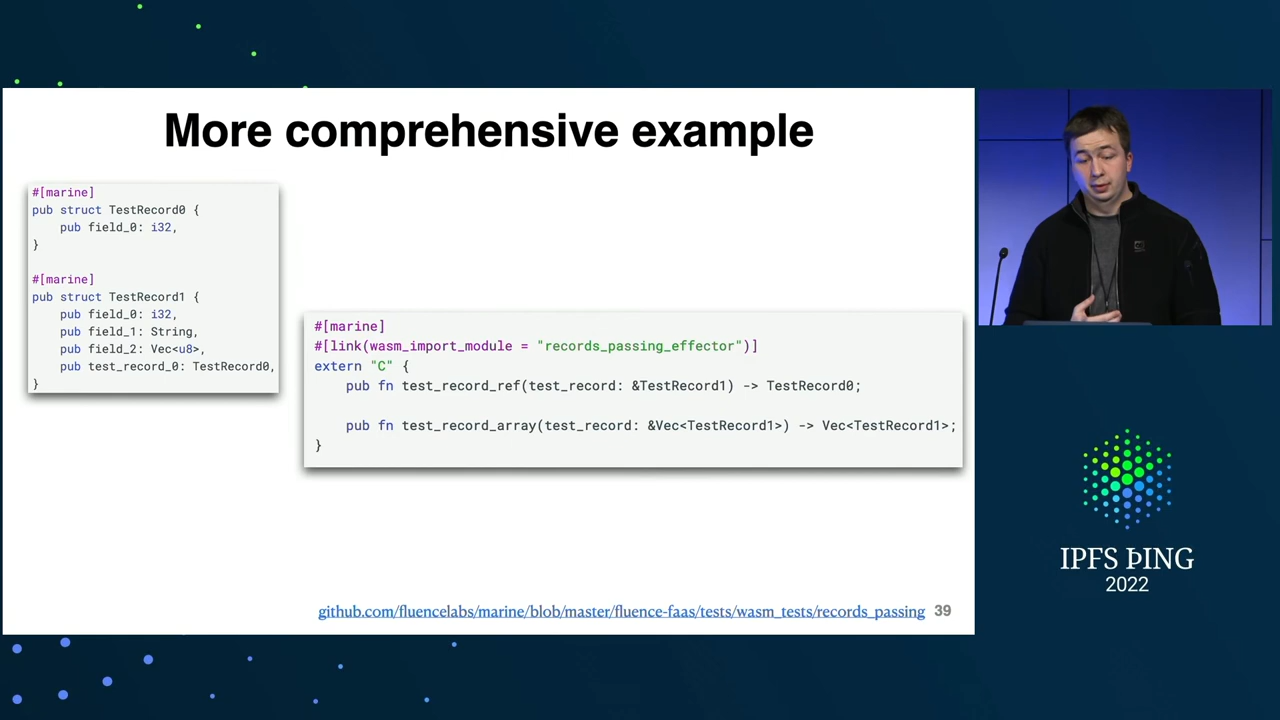 More comprehensive example
#[marine]
pub struct TestRecord0 {
pub field_0: i32,
}
#[marine]
pub struct TestRecord1 {
pub field_0: i32,
pub field_1: String,
pub field_2: Vec<u8>,
pub test_record_0: TestRecord0,
}
#[marine]
#[link(wasm_import_module = "records_passing_effector")]
extern "C" {
pub fn test_record_ref(test_record: &TestRecord1) -> TestRecord0;
pub fn test_record_array(test_record: &Vec<TestRecord1>) -> Vec<TestRecord1>;
}
github.com/fluencelabs/marine/blob/master/fluence-faas/tests/wasm_tests/records_passing 39
IPFS ÞING
2022